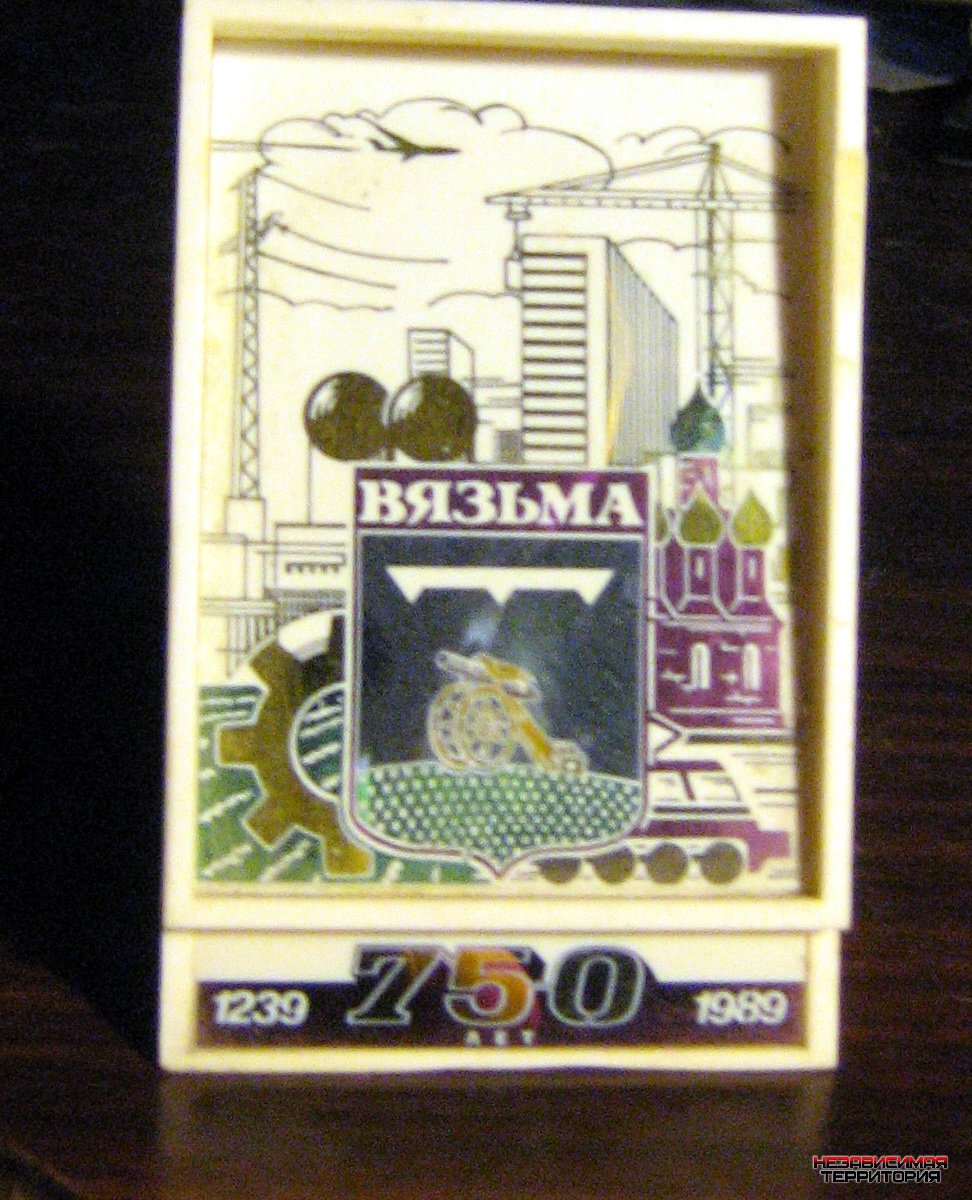 ВЯЗЬМА
1239 750 1989
ЛЕТ
НЕЗАВИСИМАЯ
ТЕРРИТОРИЯ